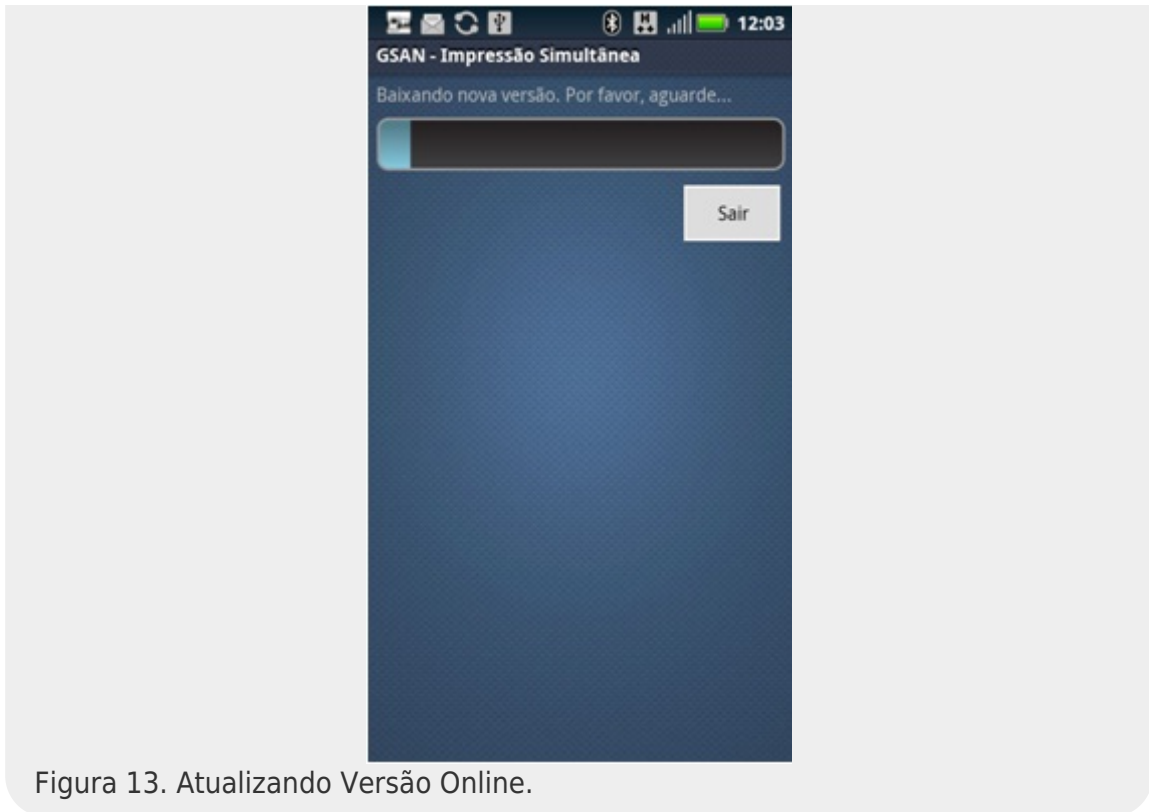 12:03
GSAN - Impressão Simultânea
Baixando nova versão. Por favor, aguarde...
Sair
Figura 13. Atualizando Versão Online.